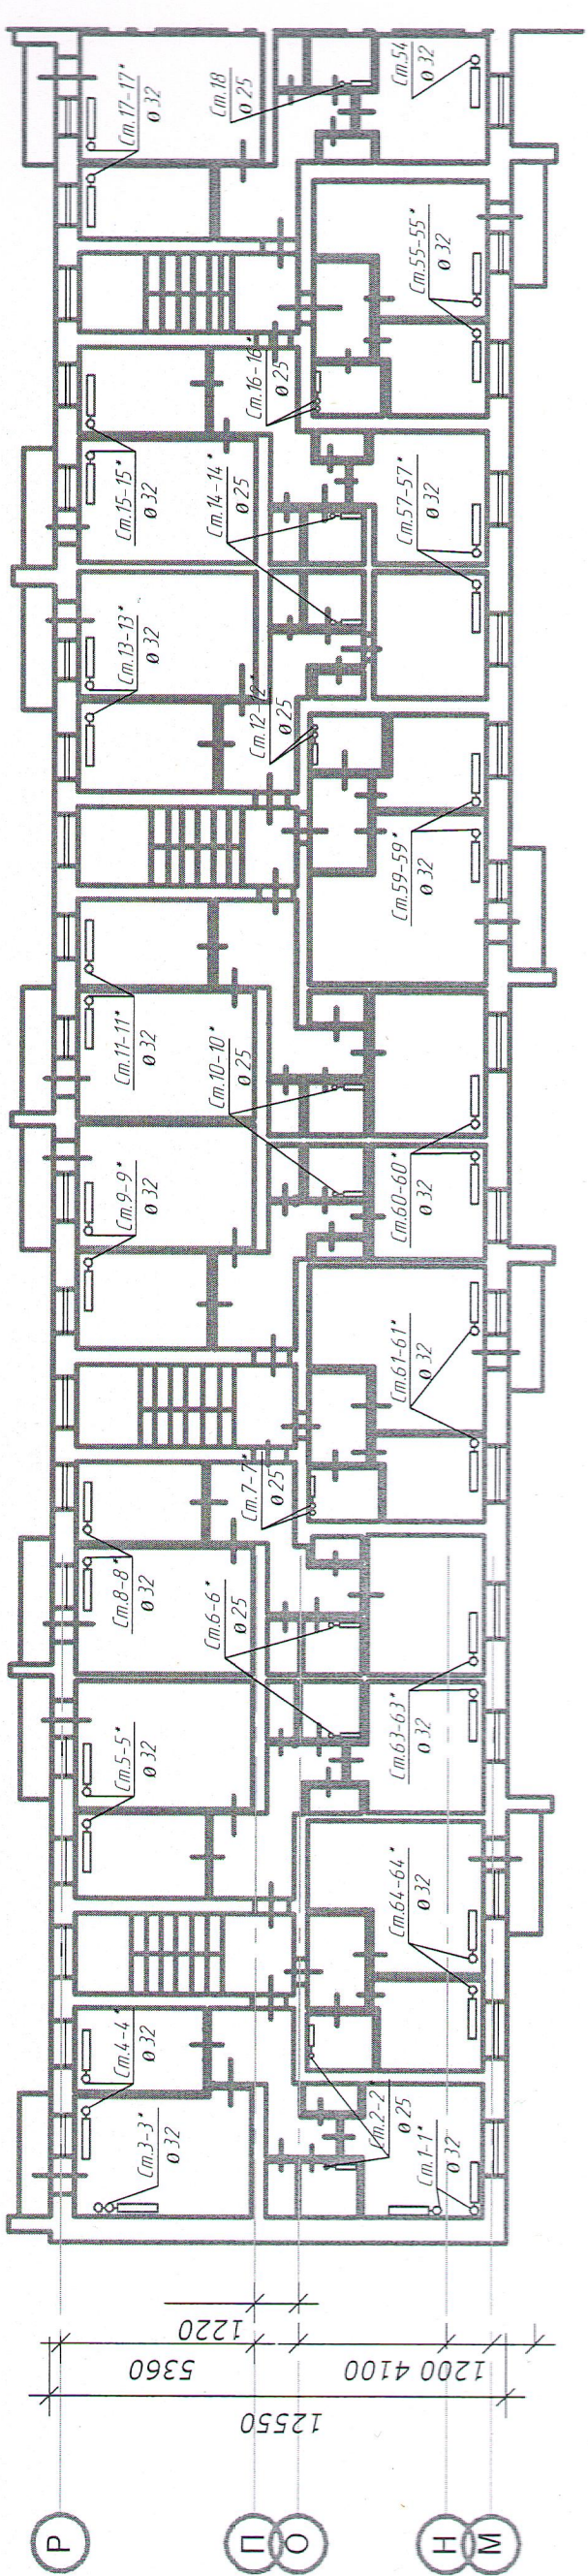 Ст.17-17*
ø 32
Ст.18
ø 25
Ст.54
ø 32
Ст.55-55*
ø 32
Ст.16-16*
ø 25
Ст.15-15*
ø 32
Ст.14-14*
ø 25
Ст.57-57*
ø 32
Ст.13-13*
ø 32
Ст.12-12*
ø 25
Ст.59-59*
ø 32
Ст.11-11*
ø 32
Ст.10-10*
ø 25
Ст.9-9*
ø 32
Ст.60-60*
ø 32
Ст.61-61*
ø 32
Ст.7-7*
ø 25
Ст.8-8*
ø 32
Ст.6-6*
ø 25
Ст.5-5*
ø 32
Ст.63-63*
ø 32
Ст.64-64*
ø 32
Ст.4-4*
ø 32
Ст.3-3*
ø 32
Ст.2-2*
ø 25
Ст.1-1*
ø 32
1220
5360
4100
1200
12550
Р
П
О
Н
М